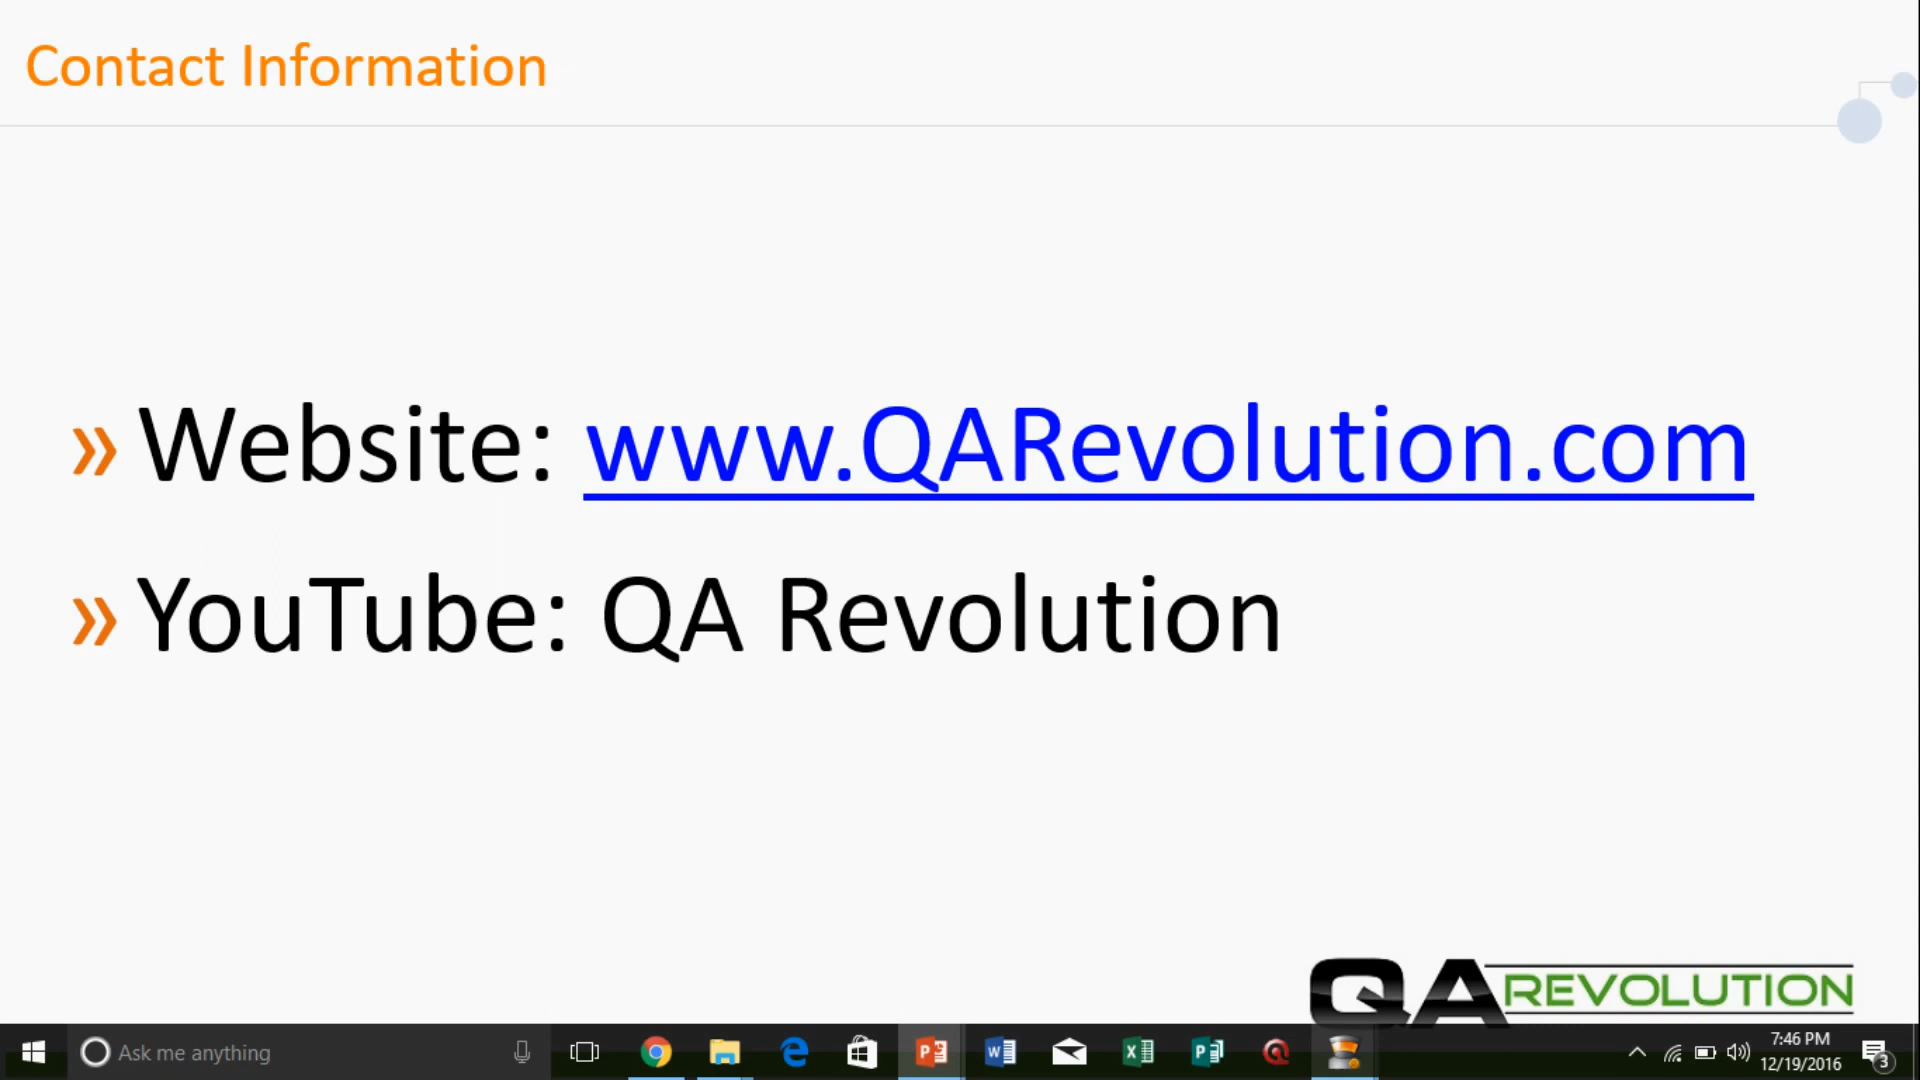 Contact Information
» Website: www.QARevolution.com
» YouTube: QA Revolution
QA REVOLUTION
Ask me anything
7:46 PM
12/19/2016
3